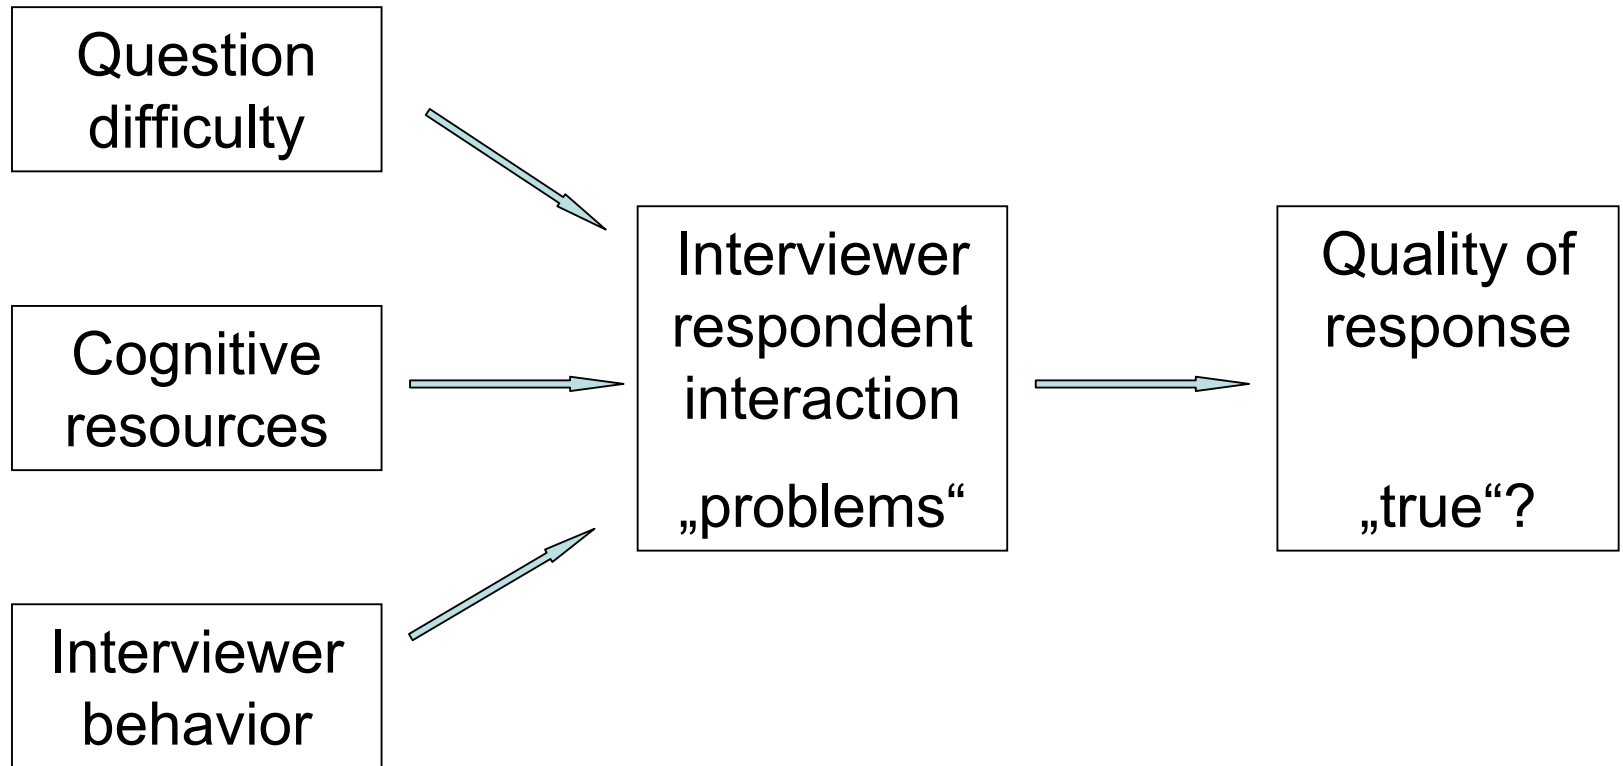 Question
difficulty
Cognitive
resources
Interviewer
behavior
Interviewer
respondent
interaction
„problems“
Quality of
response
„true“?